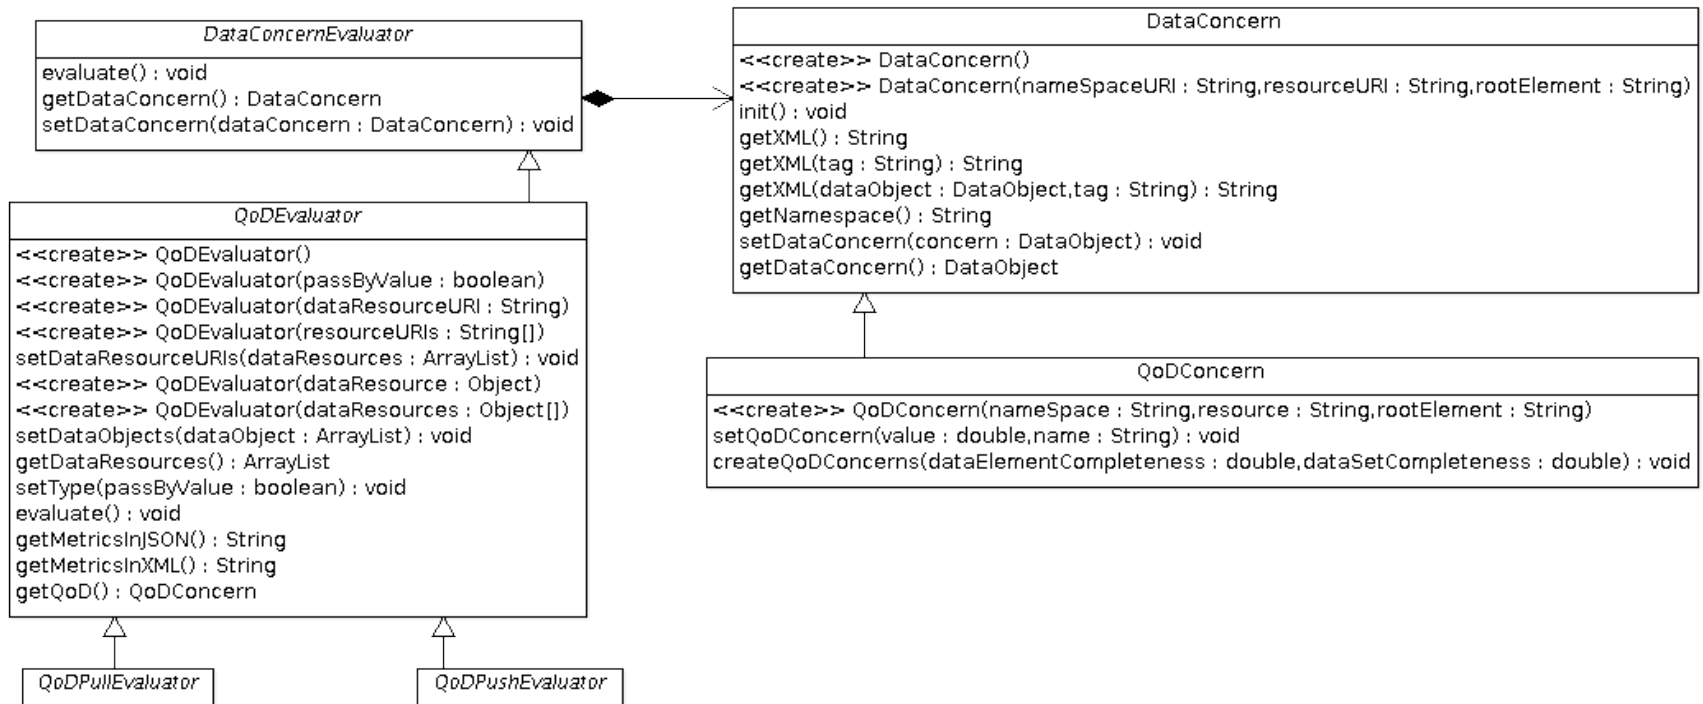 DataConcernEvaluator
evaluate() : void
getDataConcern() : DataConcern
setDataConcern(dataConcern : DataConcern) : void
DataConcern
<<create>> DataConcern()
<<create>> DataConcern(nameSpaceURI : String,resourceURI : String,rootElement : String)
init() : void
getXML() : String
getXML(tag : String) : String
getXML(dataObject : DataObject,tag : String) : String
getNamespace() : String
setDataConcern(concern : DataObject) : void
getDataConcern() : DataObject
QoDEvaluator
<<create>> QoDEvaluator()
<<create>> QoDEvaluator(passByValue : boolean)
<<create>> QoDEvaluator(dataResourceURI : String)
<<create>> QoDEvaluator(resourceURIs : String[])
setDataResourceURIs(dataResources : ArrayList) : void
<<create>> QoDEvaluator(dataResource : Object)
<<create>> QoDEvaluator(dataResources : Object[])
setDataObjects(dataObject : ArrayList) : void
getDataResources() : ArrayList
setType(passByValue : boolean) : void
evaluate() : void
getMetricsInJSON() : String
getMetricsInXML() : String
getQoD() : QoDConcern
QoDConcern
<<create>> QoDConcern(nameSpace : String,resource : String,rootElement : String)
setQoDConcern(value : double,name : String) : void
createQoDConcerns(dataElementCompleteness : double,dataSetCompleteness : double) : void
QoDPullEvaluator
QoDPushEvaluator